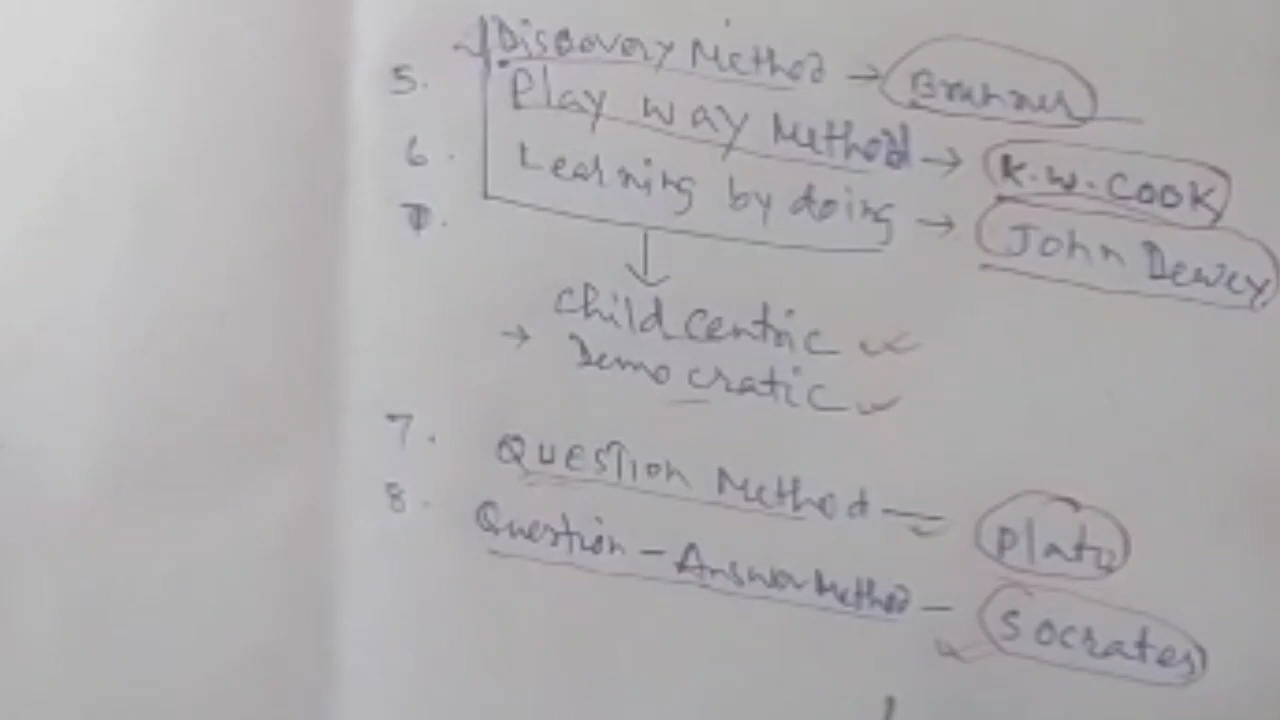 Discovery Method → Bruner
5. Play way Method → K.W. COOK
6. Learning by doing → John Dewey
7.
Child centric
→ Democratic
7. Question Method — Plato
8. Question - Answer Method — Socrates